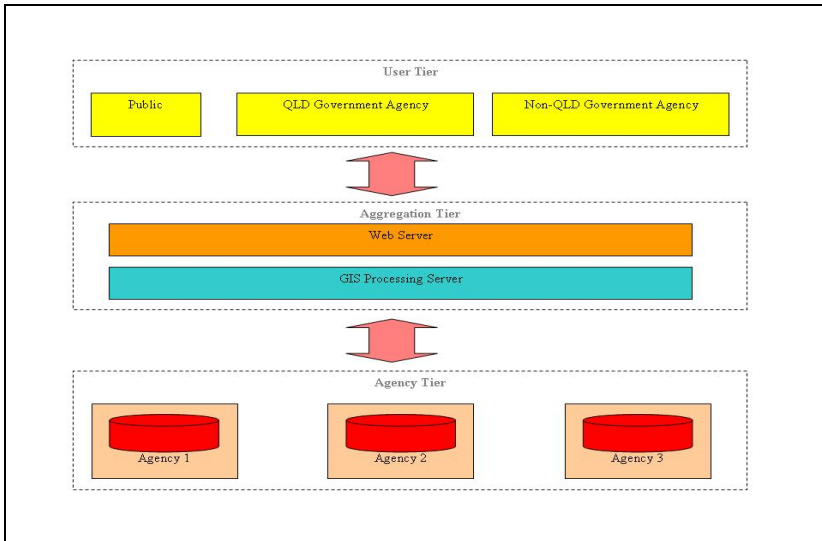 User Tier
Public
QLD Government Agency
Non-QLD Government Agency
Aggregation Tier
Web Server
GIS Processing Server
Agency Tier
Agency 1
Agency 2
Agency 3